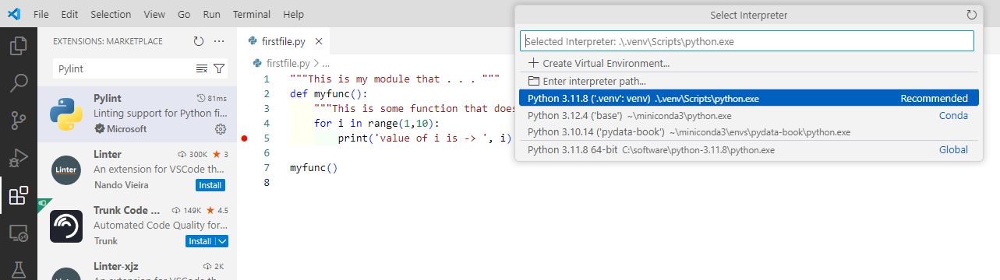 File Edit Selection View Go Run Terminal Help
EXTENSIONS: MARKETPLACE
Pylint
Pylint 81ms
Linting support for Python fi...
Microsoft
Linter 300K 3
An extension for VSCode th...
Nando Vieira Install
Linter
Trunk Code ... 149K 4.5
Automated Code Quality for...
Trunk Install
Linter-xjz 2K
An extension for VSCode th...
firstfile.py
firstfile.py > ...
1 """This is my module that . . . """
2 def myfunc():
3 """This is some function that does
4 for i in range(1,10):
5 print('value of i is -> ', i)
6
7 myfunc()
8
Select Interpreter
Selected Interpreter: .\.venv\Scripts\python.exe
Create Virtual Environment...
Enter interpreter path...
Python 3.11.8 ('.venv': venv) .\.venv\Scripts\python.exe Recommended
Python 3.12.4 ('base') ~\miniconda3\python.exe Conda
Python 3.10.14 ('pydata-book') ~\miniconda3\envs\pydata-book\python.exe
Python 3.11.8 64-bit C:\software\python-3.11.8\python.exe Global